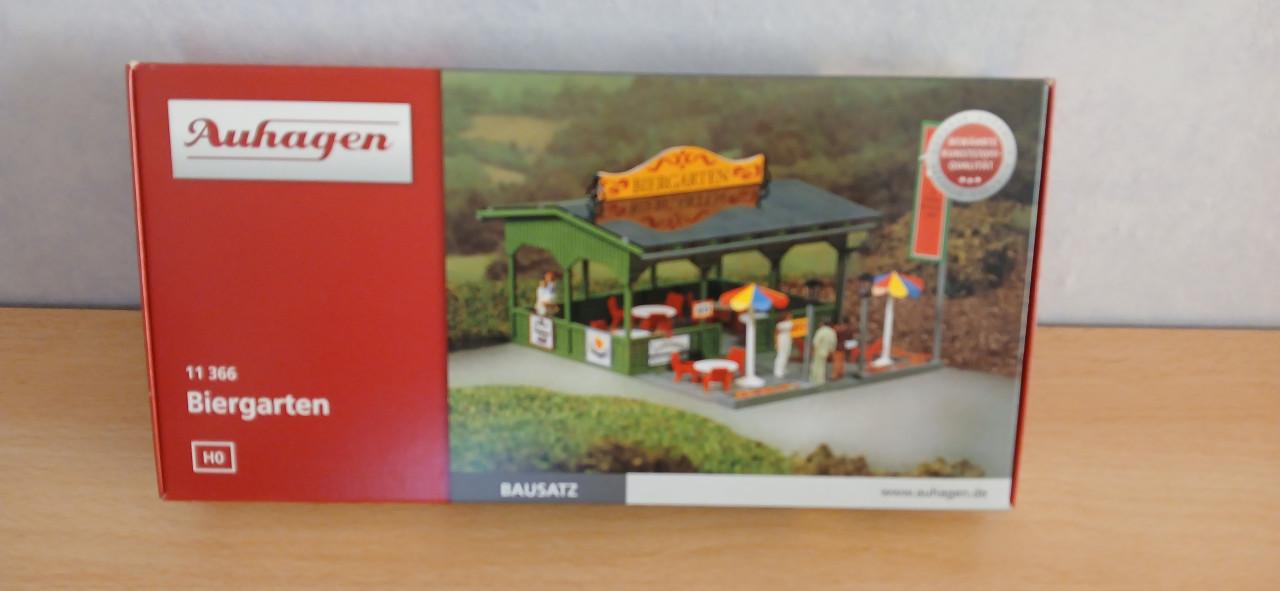 Auhagen
BIERGARTEN
11 366
Biergarten
H0
BAUSATZ
www.auhagen.de